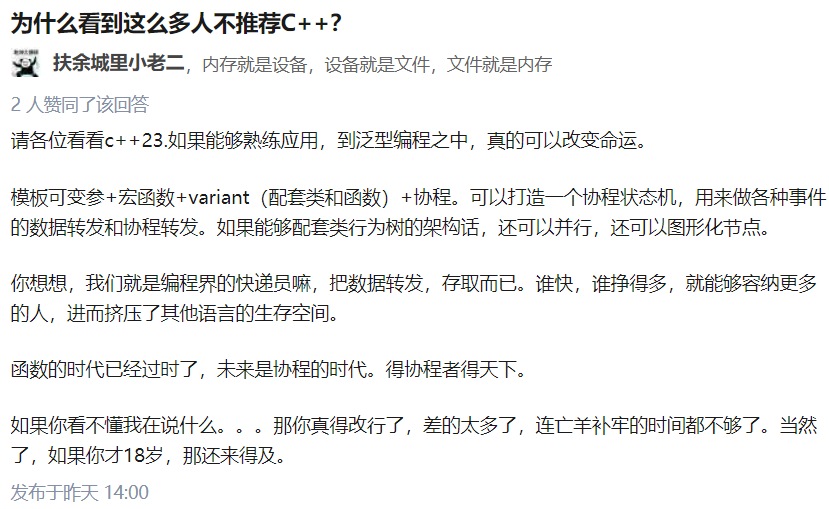 为什么看到这么多人不推荐C++?
扶余城里小老二，内存就是设备，设备就是文件，文件就是内存
2 人赞同了该回答
请各位看看c++23.如果能够熟练应用，到泛型编程之中，真的可以改变命运。
模板可变参+宏函数+variant（配套类和函数）+协程。可以打造一个协程状态机，用来做各种事件
的数据转发和协程转发。如果能够配套类行为树的架构话，还可以并行，还可以图形化节点。
你想想，我们就是编程界的快递员嘛，把数据转发，存取而已。谁快，谁挣得多，就能够容纳更多
的人，进而挤压了其他语言的生存空间。
函数的时代已经过时了，未来是协程的时代。得协程者得天下。
如果你看不懂我在说什么。。。那你真得改行了，差的太多了，连亡羊补牢的时间都不够了。当然
了，如果你才18岁，那还来得及。
发布于昨天 14:00